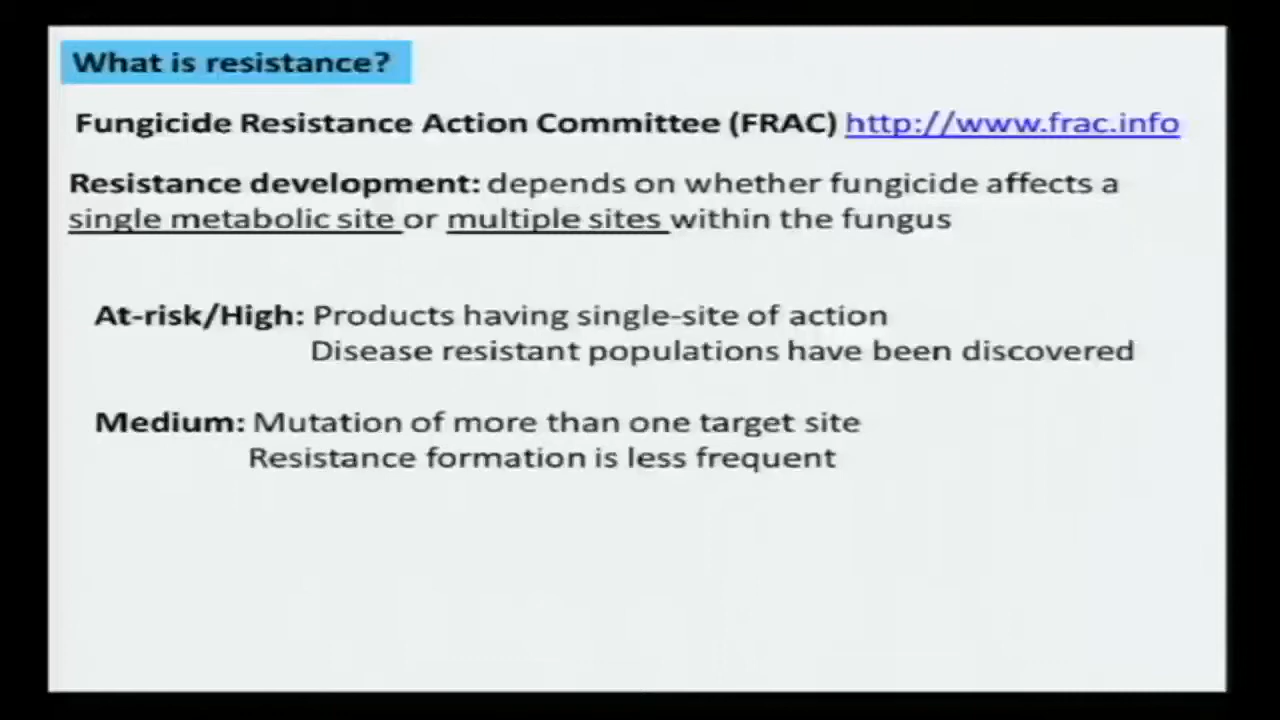 What is resistance?
Fungicide Resistance Action Committee (FRAC) http://www.frac.info
Resistance development: depends on whether fungicide affects a
single metabolic site or multiple sites within the fungus
At-risk/High: Products having single-site of action
Disease resistant populations have been discovered
Medium: Mutation of more than one target site
Resistance formation is less frequent